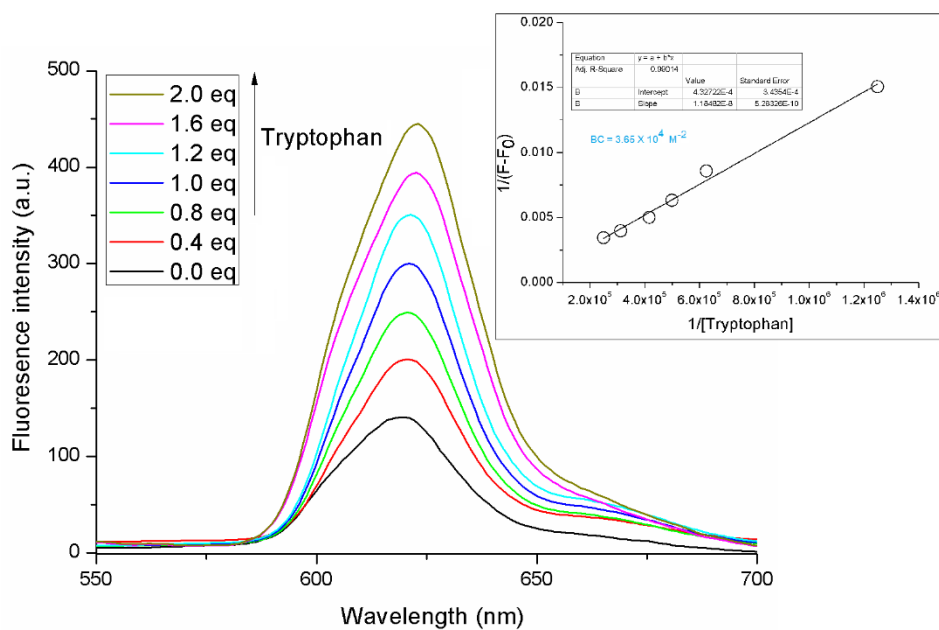 500
400
300
200
100
0
550
600
650
700
Fluoresence intensity (a.u.)
Wavelength (nm)
2.0 eq
1.6 eq
1.2 eq
1.0 eq
0.8 eq
0.4 eq
0.0 eq
Tryptophan
0.020
0.015
0.010
0.005
0.000
1/(F-F0)
Equation y = a + b*x
Adj. R-Square 0.99014
Value Standard Error
B Intercept 4.32722E-4 3.4354E-4
B Slope 1.18482E-8 5.28326E-10
BC = 3.65 X 10^4 M^-2
2.0x10^5 4.0x10^5 6.0x10^5 8.0x10^5 1.0x10^6 1.2x10^6 1.4x10^6
1/[Tryptophan]